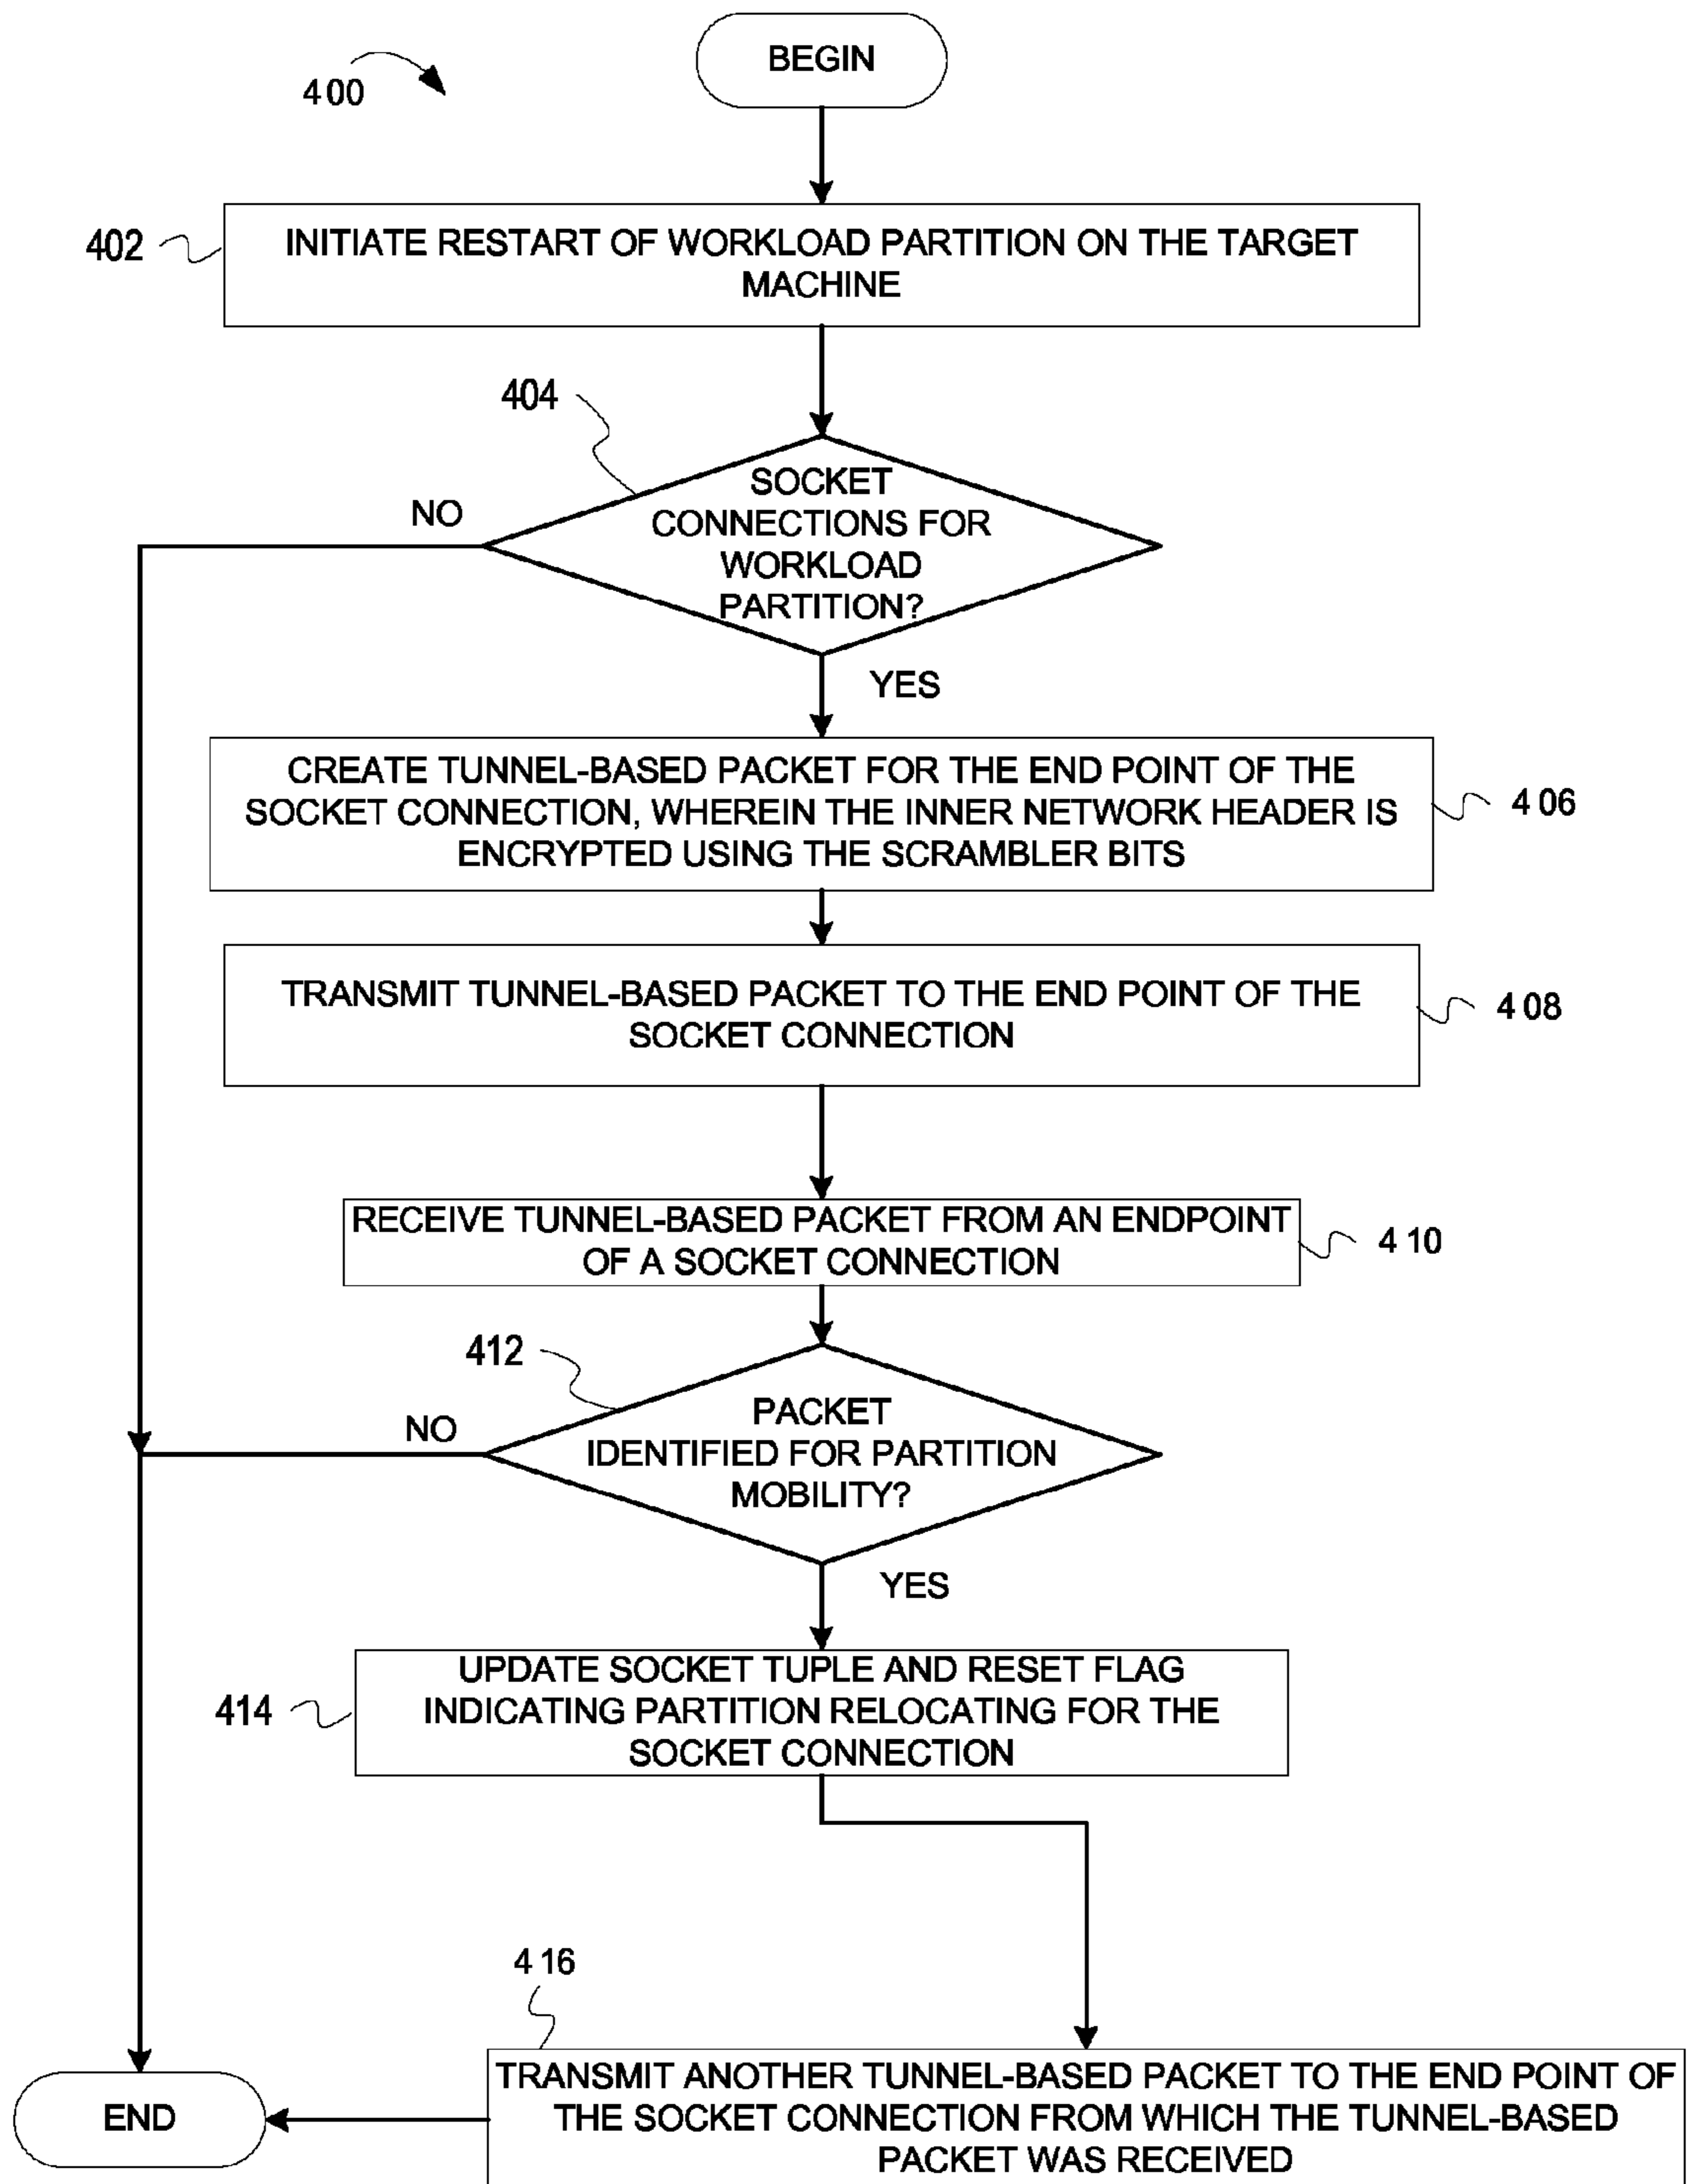 BEGIN
400
402
INITIATE RESTART OF WORKLOAD PARTITION ON THE TARGET
MACHINE
404
SOCKET
CONNECTIONS FOR
WORKLOAD
PARTITION?
NO
YES
CREATE TUNNEL-BASED PACKET FOR THE END POINT OF THE
SOCKET CONNECTION, WHEREIN THE INNER NETWORK HEADER IS
ENCRYPTED USING THE SCRAMBLER BITS
406
TRANSMIT TUNNEL-BASED PACKET TO THE END POINT OF THE
SOCKET CONNECTION
408
RECEIVE TUNNEL-BASED PACKET FROM AN ENDPOINT
OF A SOCKET CONNECTION
410
412
PACKET
IDENTIFIED FOR PARTITION
MOBILITY?
NO
YES
UPDATE SOCKET TUPLE AND RESET FLAG
INDICATING PARTITION RELOCATING FOR THE
SOCKET CONNECTION
414
416
TRANSMIT ANOTHER TUNNEL-BASED PACKET TO THE END POINT OF
THE SOCKET CONNECTION FROM WHICH THE TUNNEL-BASED
PACKET WAS RECEIVED
END